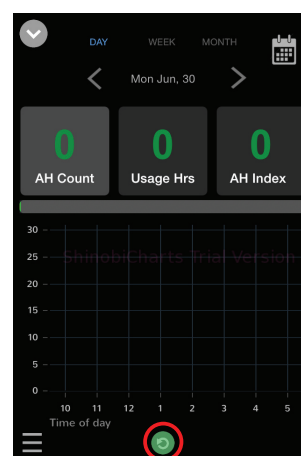 DAY WEEK MONTH
Mon Jun, 30
0 0 0
AH Count Usage Hrs AH Index
30
ShinobiCharts Trial Version
25
20
15
10
5
0
10 11 12 1 2 3 4 5
Time of day